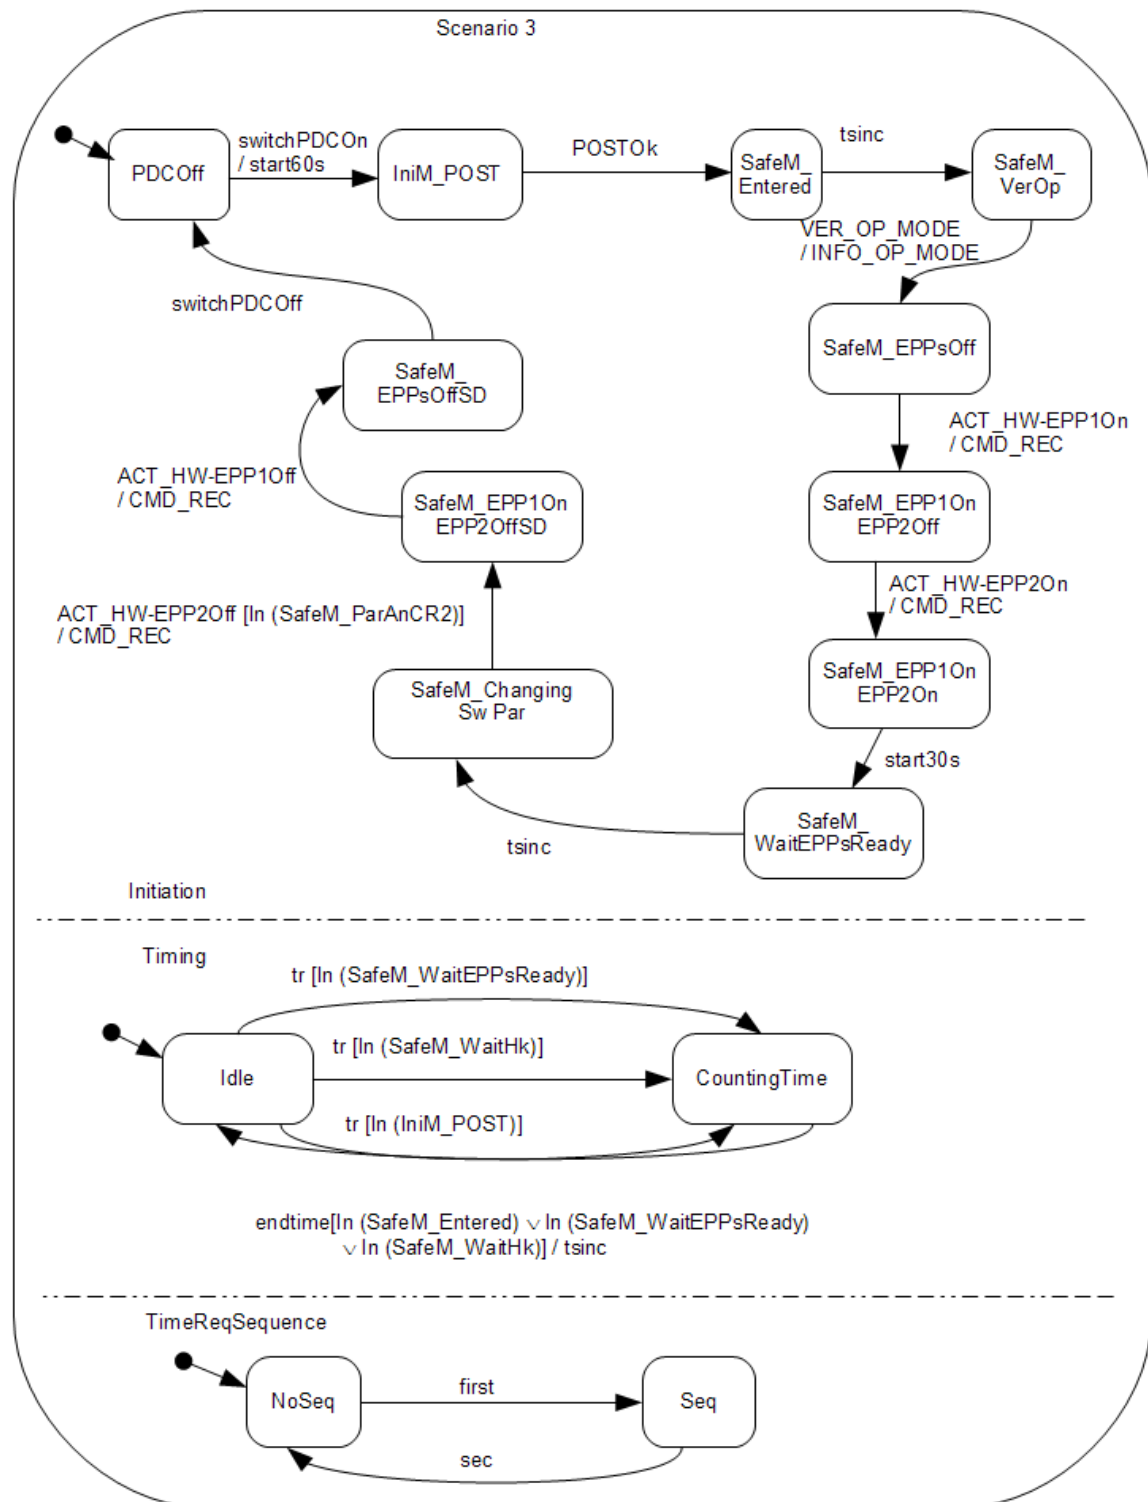 Scenario 3
PDCOff
switchPDCOn
/ start60s
IniM_POST
POSTOk
SafeM_
Entered
tsinc
SafeM_
VerOp
VER_OP_MODE
/ INFO_OP_MODE
switchPDCOff
SafeM_EPPsOff
SafeM_
EPPsOffSD
ACT_HW-EPP1On
/ CMD_REC
ACT_HW-EPP1Off
/ CMD_REC
SafeM_EPP1On
EPP2OffSD
SafeM_EPP1On
EPP2Off
ACT_HW-EPP2On
/ CMD_REC
ACT_HW-EPP2Off [In (SafeM_ParAnCR2)]
/ CMD_REC
SafeM_EPP1On
EPP2On
SafeM_Changing
Sw Par
start30s
SafeM_
WaitEPPsReady
tsinc
Initiation
Timing
tr [In (SafeM_WaitEPPsReady)]
tr [In (SafeM_WaitHk)]
Idle
CountingTime
tr [In (IniM_POST)]
endtime[In (SafeM_Entered) ∨ In (SafeM_WaitEPPsReady)
∨ In (SafeM_WaitHk)] / tsinc
TimeReqSequence
NoSeq
first
Seq
sec